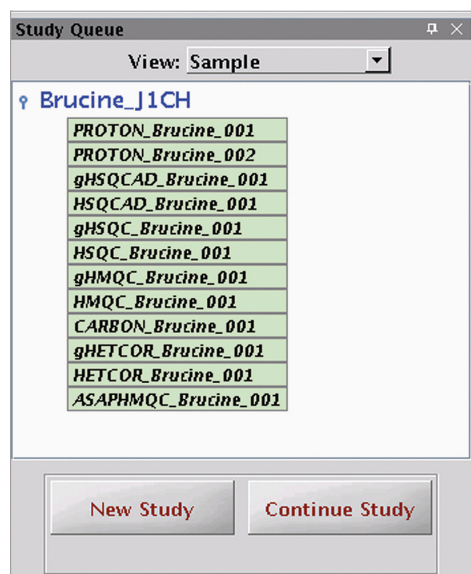 Study Queue
View: Sample
Brucine_J1CH
PROTON_Brucine_001
PROTON_Brucine_002
gHSQCAD_Brucine_001
HSQCAD_Brucine_001
gHSQC_Brucine_001
HSQC_Brucine_001
gHMQC_Brucine_001
HMQC_Brucine_001
CARBON_Brucine_001
gHETCOR_Brucine_001
HETCOR_Brucine_001
ASAPHMQC_Brucine_001
New Study
Continue Study